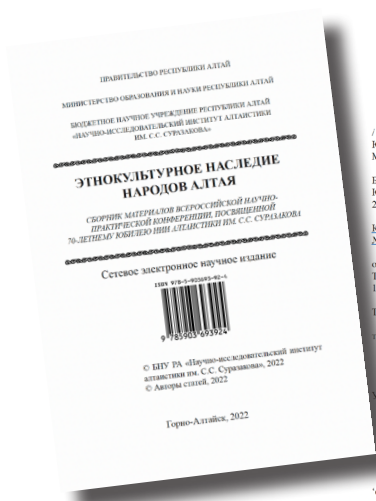 ПРАВИТЕЛЬСТВО РЕСПУБЛИКИ АЛТАЙ
МИНИСТЕРСТВО ОБРАЗОВАНИЯ И НАУКИ РЕСПУБЛИКИ АЛТАЙ
БЮДЖЕТНОЕ НАУЧНОЕ УЧРЕЖДЕНИЕ РЕСПУБЛИКИ АЛТАЙ
«НАУЧНО-ИССЛЕДОВАТЕЛЬСКИЙ ИНСТИТУТ АЛТАИСТИКИ
ИМ. С.С. СУРАЗАКОВА»
ЭТНОКУЛЬТУРНОЕ НАСЛЕДИЕ
НАРОДОВ АЛТАЯ
СБОРНИК МАТЕРИАЛОВ ВСЕРОССИЙСКОЙ НАУЧНО-
ПРАКТИЧЕСКОЙ КОНФЕРЕНЦИИ, ПОСВЯЩЕННОЙ
70-ЛЕТНЕМУ ЮБИЛЕЮ НИИ АЛТАИСТИКИ ИМ. С.С. СУРАЗАКОВА
Сетевое электронное научное издание
ISBN 978-5-903693-92-4
9 785903 693924
© БНУ РА «Научно-исследовательский институт
алтаистики им. С.С. Суразакова», 2022
© Авторы статей, 2022
Горно-Алтайск, 2022